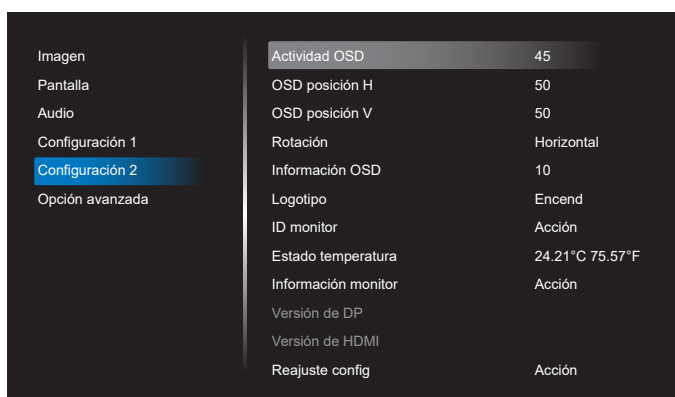 Imagen
Pantalla
Audio
Configuración 1
Configuración 2
Opción avanzada
Actividad OSD 45
OSD posición H 50
OSD posición V 50
Rotación Horizontal
Información OSD 10
Logotipo Encend
ID monitor Acción
Estado temperatura 24.21°C 75.57°F
Información monitor Acción
Versión de DP
Versión de HDMI
Reajuste config Acción